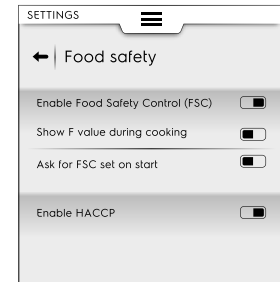 SETTINGS
Food safety
Enable Food Safety Control (FSC)
Show F value during cooking
Ask for FSC set on start
Enable HACCP